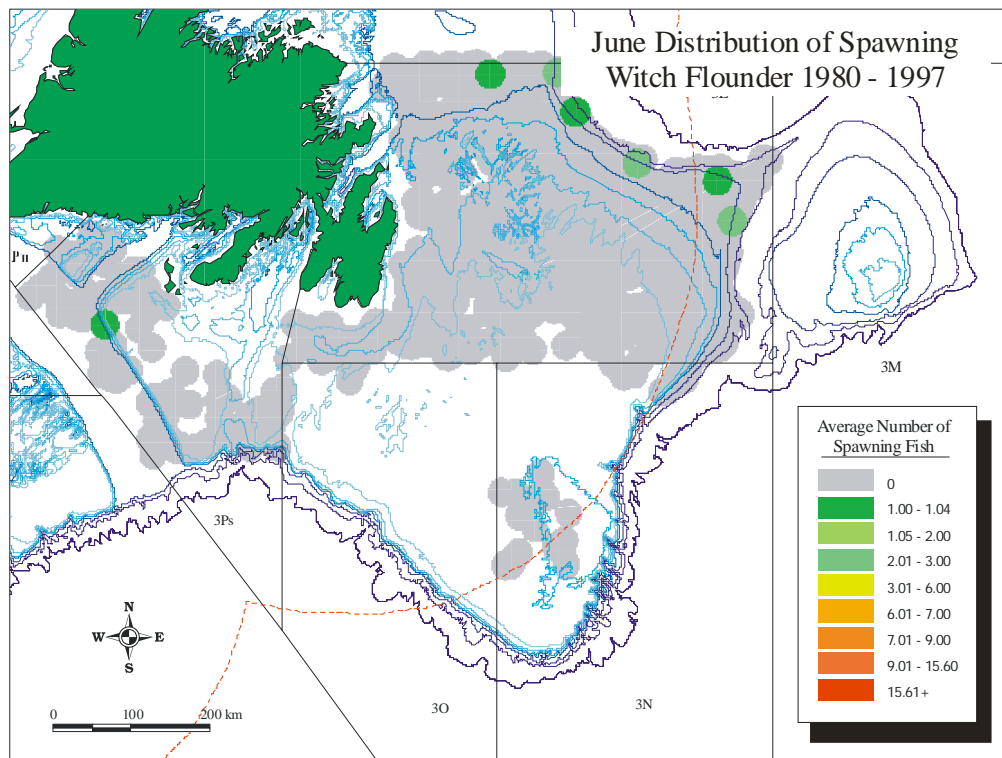 June Distribution of Spawning
Witch Flounder 1980 - 1997
3M
Average Number of
Spawning Fish
0
1.00 - 1.04
1.05 - 2.00
2.01 - 3.00
3.01 - 6.00
6.01 - 7.00
7.01 - 9.00
9.01 - 15.60
15.61+
3Ps
N
W E
S
0 100 200 km
3O
3N